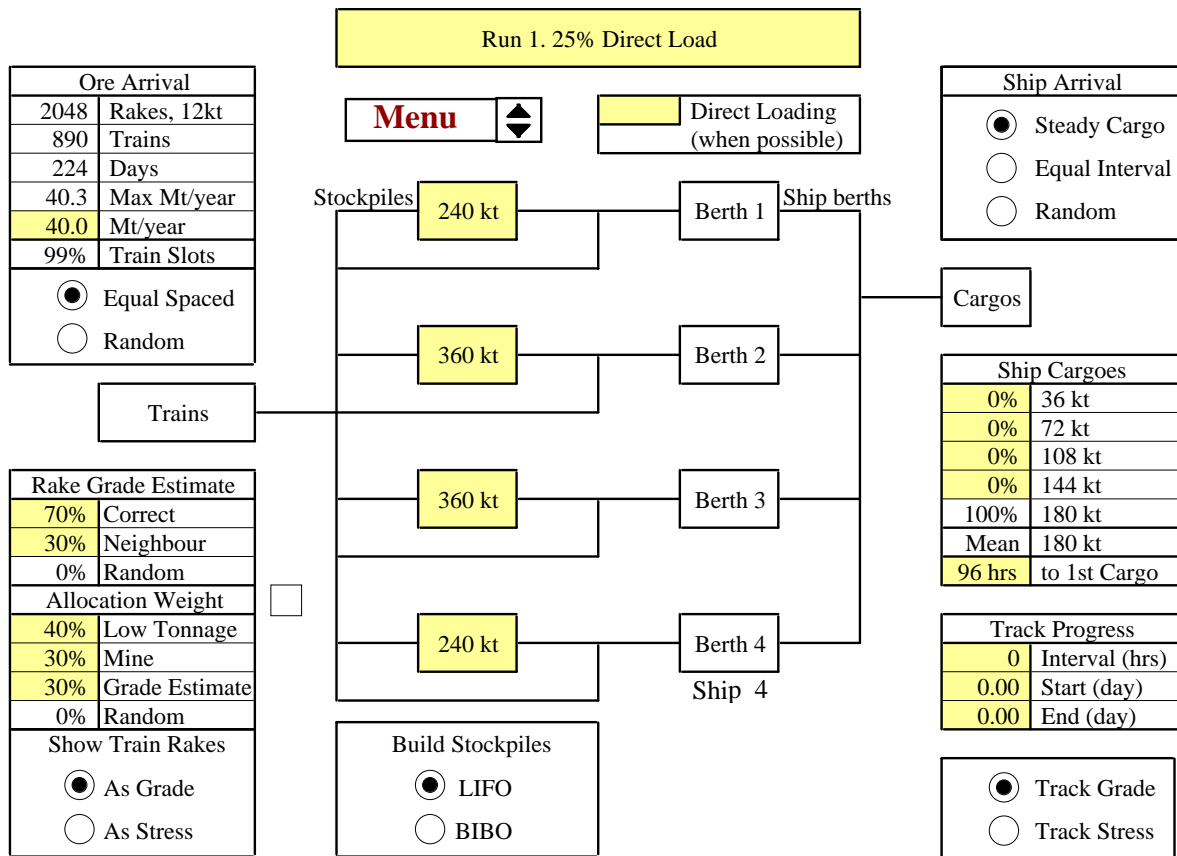 Run 1. 25% Direct Load
Ore Arrival
2048 Rakes, 12kt
890 Trains
224 Days
40.3 Max Mt/year
40.0 Mt/year
99% Train Slots
Equal Spaced
Random
Menu
Direct Loading
(when possible)
Ship Arrival
Steady Cargo
Equal Interval
Random
Stockpiles
240 kt
Berth 1
Ship berths
360 kt
Berth 2
Cargos
Trains
360 kt
Berth 3
240 kt
Berth 4
Ship 4
Ship Cargoes
0% 36 kt
0% 72 kt
0% 108 kt
0% 144 kt
100% 180 kt
Mean 180 kt
96 hrs to 1st Cargo
Rake Grade Estimate
70% Correct
30% Neighbour
0% Random
Allocation Weight
40% Low Tonnage
30% Mine
30% Grade Estimate
0% Random
Show Train Rakes
As Grade
As Stress
Build Stockpiles
LIFO
BIBO
Track Progress
0 Interval (hrs)
0.00 Start (day)
0.00 End (day)
Track Grade
Track Stress